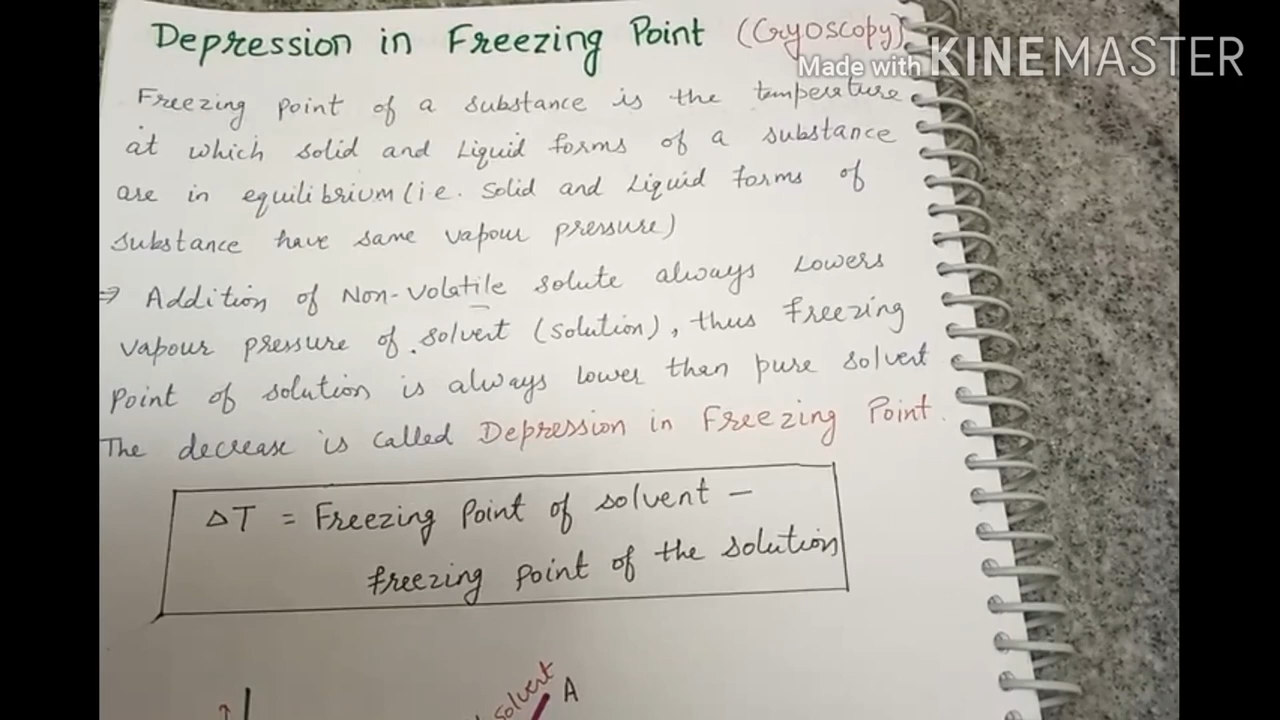 Depression in Freezing Point (Cryoscopy)
Made with KINEMASTER
Freezing point of a substance is the temperature
at which solid and Liquid forms of a substance
are in equilibrium (i.e. Solid and Liquid forms of
substance have same vapour pressure)
⇒ Addition of Non-Volatile solute always Lowers
vapour pressure of solvent (solution), thus freezing
point of solution is always lower than pure solvent
The decrease is called Depression in Freezing Point.
ΔT = Freezing Point of solvent –
freezing point of the solution
solvent A